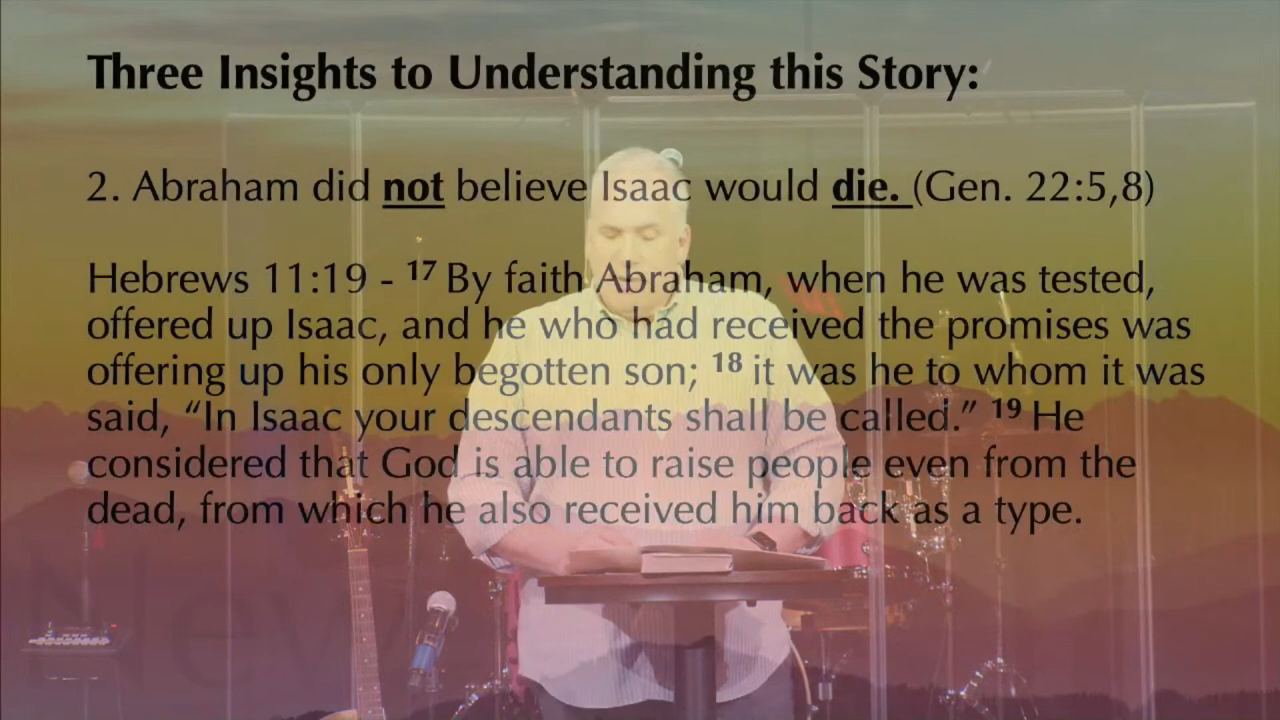 Three Insights to Understanding this Story:
2. Abraham did not believe Isaac would die. (Gen. 22:5,8)
Hebrews 11:19 - 17 By faith Abraham, when he was tested,
offered up Isaac, and he who had received the promises was
offering up his only begotten son; 18 it was he to whom it was
said, “In Isaac your descendants shall be called.” 19 He
considered that God is able to raise people even from the
dead, from which he also received him back as a type.
New